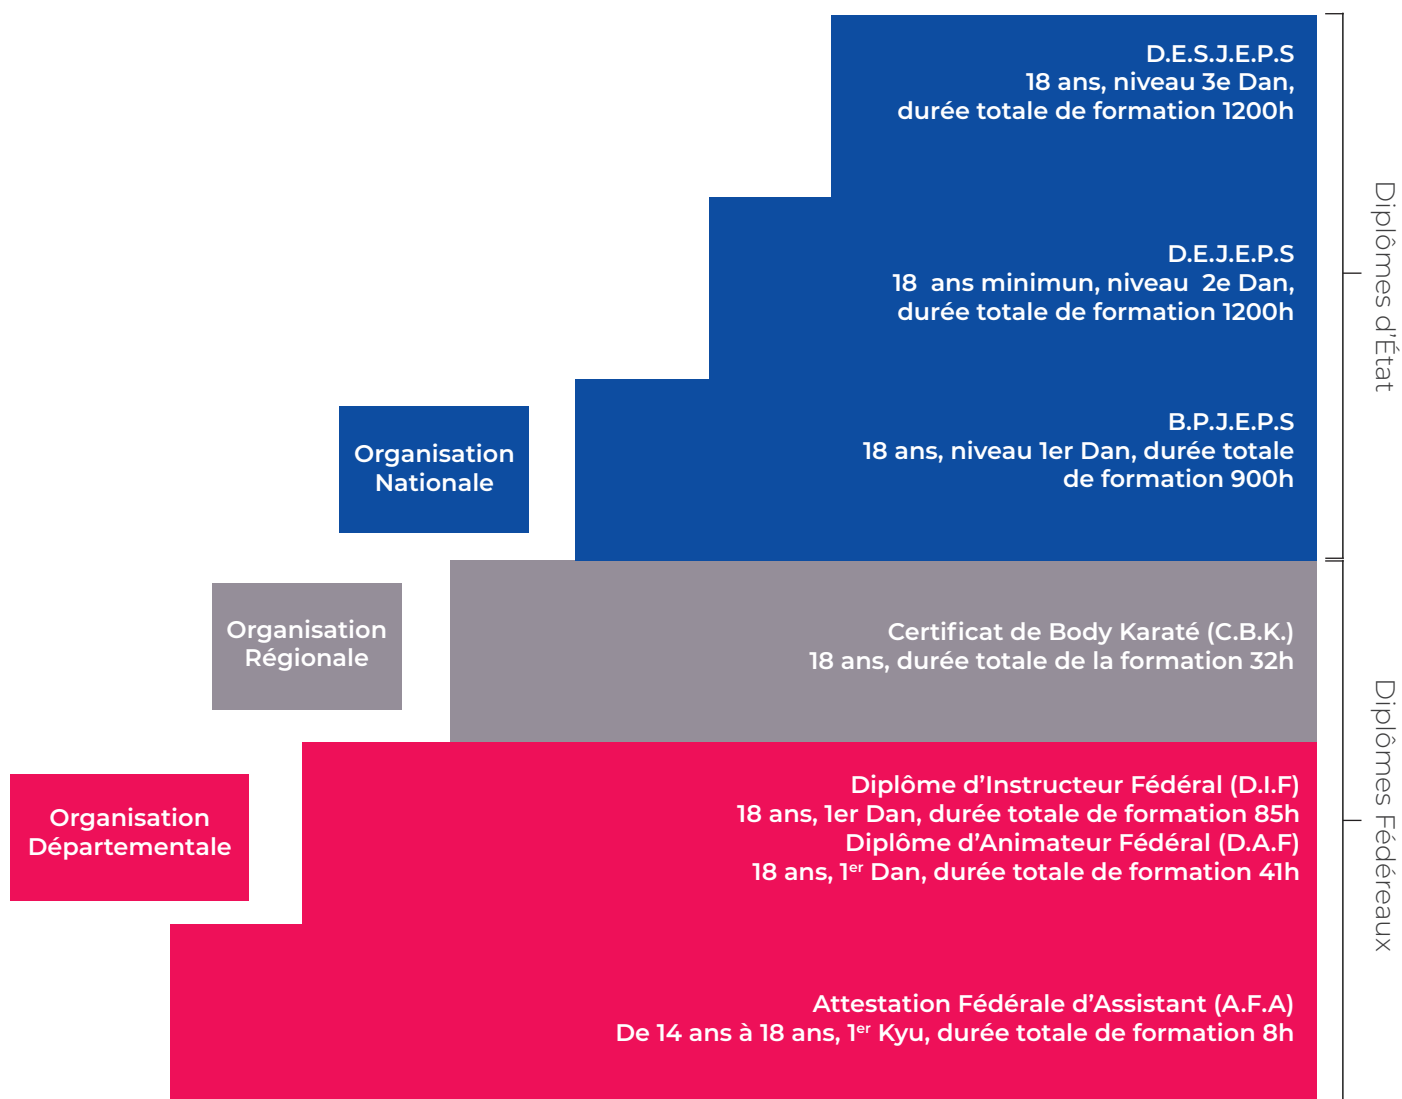 D.E.S.J.E.P.S
18 ans, niveau 3e Dan,
durée totale de formation 1200h
D.E.J.E.P.S
18 ans minimun, niveau 2e Dan,
durée totale de formation 1200h
Diplômes d'État
B.P.J.E.P.S
18 ans, niveau 1er Dan, durée totale
de formation 900h
Organisation
Nationale
Organisation
Régionale
Certificat de Body Karaté (C.B.K.)
18 ans, durée totale de la formation 32h
Organisation
Départementale
Diplôme d'Instructeur Fédéral (D.I.F)
18 ans, 1er Dan, durée totale de formation 85h
Diplôme d'Animateur Fédéral (D.A.F)
18 ans, 1er Dan, durée totale de formation 41h
Diplômes Fédéreaux
Attestation Fédérale d'Assistant (A.F.A)
De 14 ans à 18 ans, 1er Kyu, durée totale de formation 8h